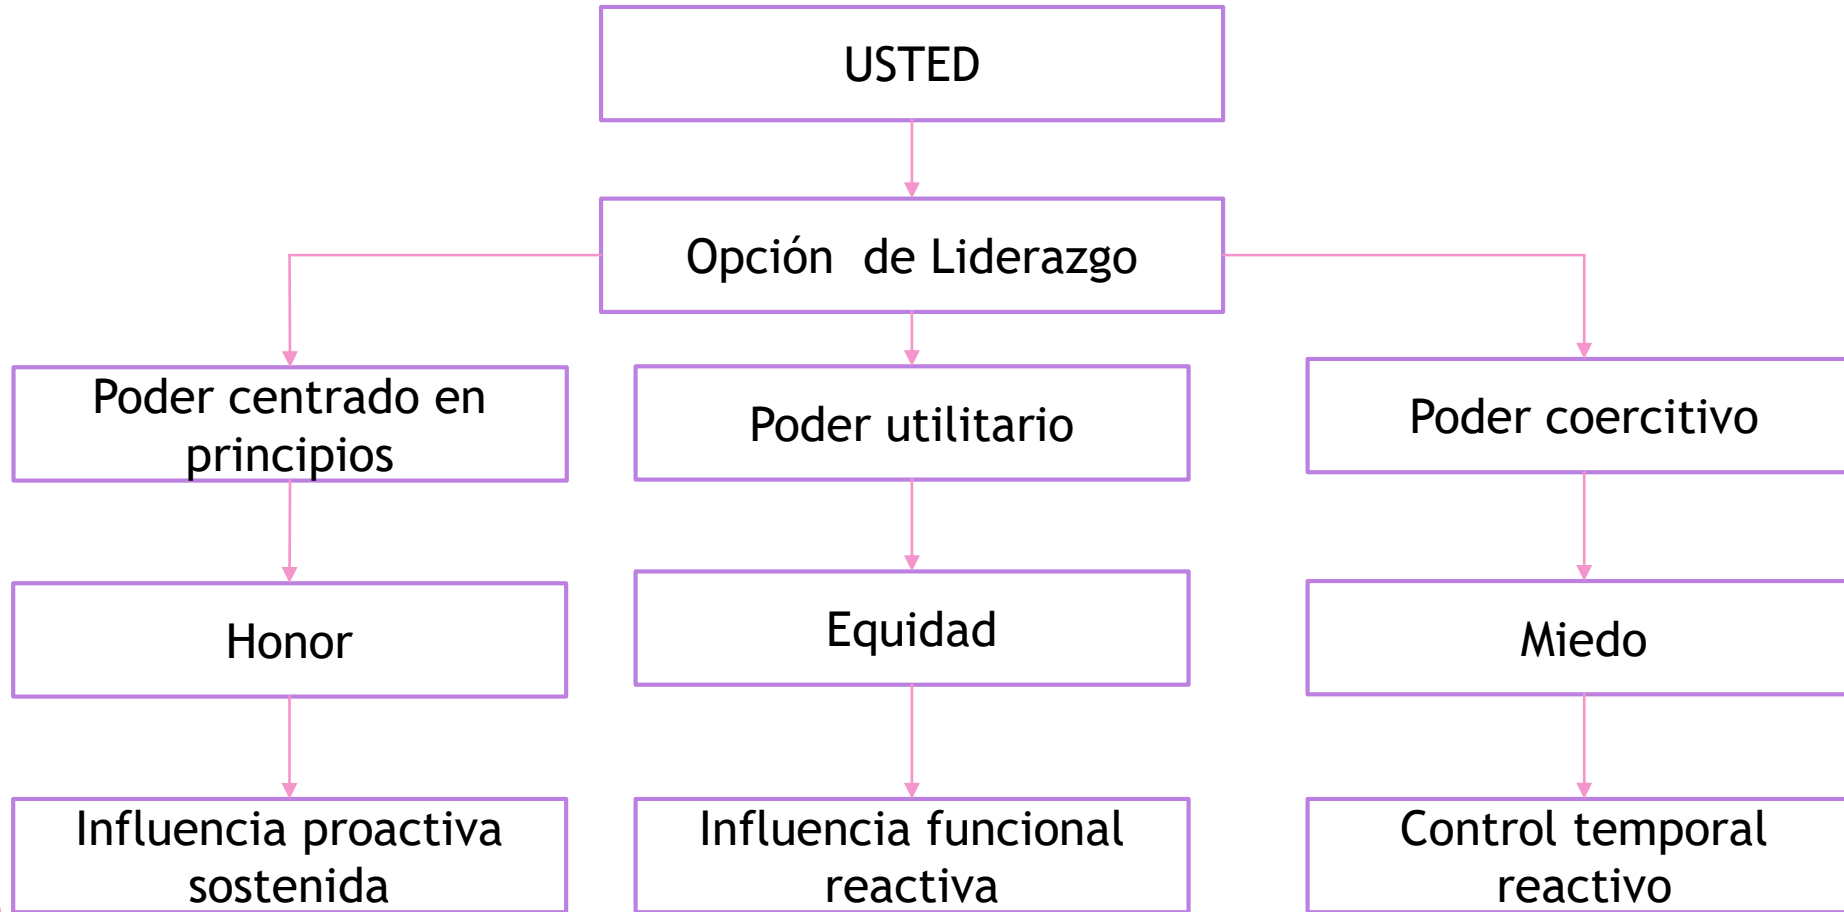 USTED
Opción  de Liderazgo
Poder centrado en
principios
Poder utilitario
Poder coercitivo
Honor
Equidad
Miedo
Influencia proactiva
sostenida
Influencia funcional
reactiva
Control temporal
reactivo